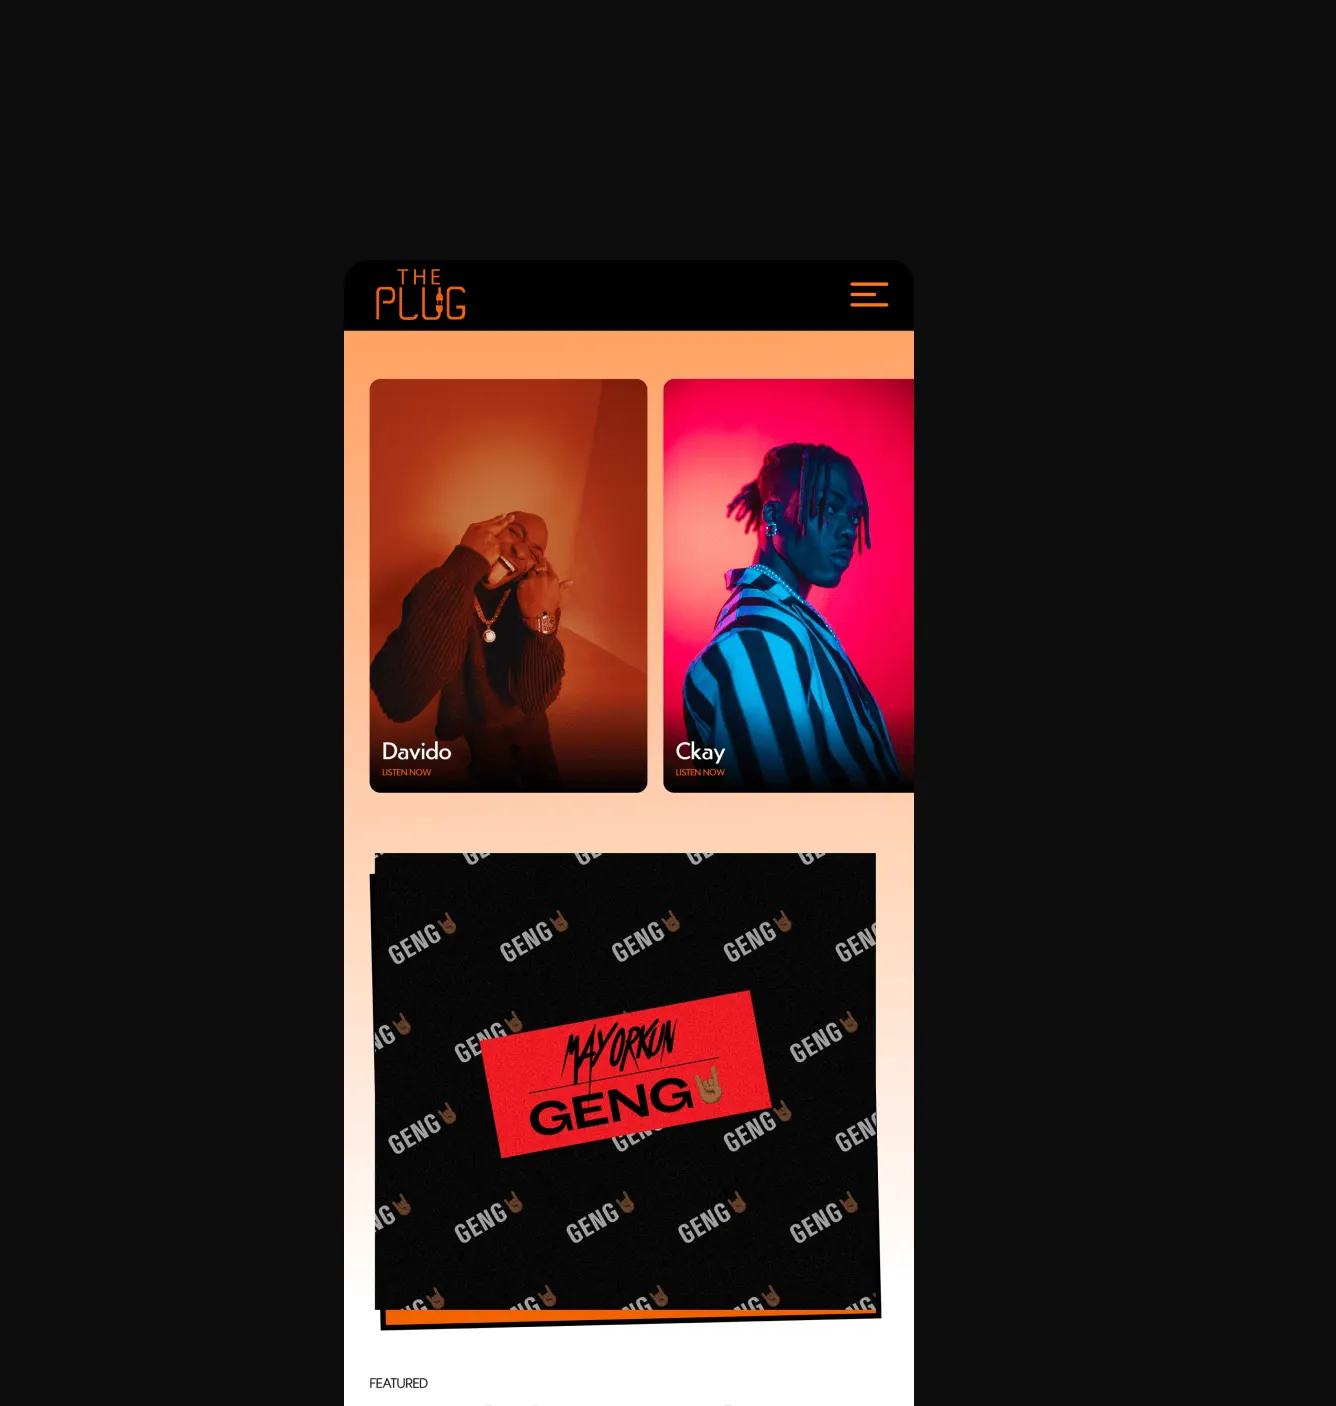 THE
PLUG
Davido
LISTEN NOW
Ckay
LISTEN NOW
GENG🤘🏾 GENG🤘🏾 GENG🤘🏾 GENG🤘🏾 GENG
GENG🤘🏾 GENG🤘🏾
MAYORKUN
GENG🤘🏽
GENG🤘🏾 GENG🤘🏾 GENG
GENG🤘🏾 GENG🤘🏾 GENG🤘🏾 GENG🤘🏾
FEATURED